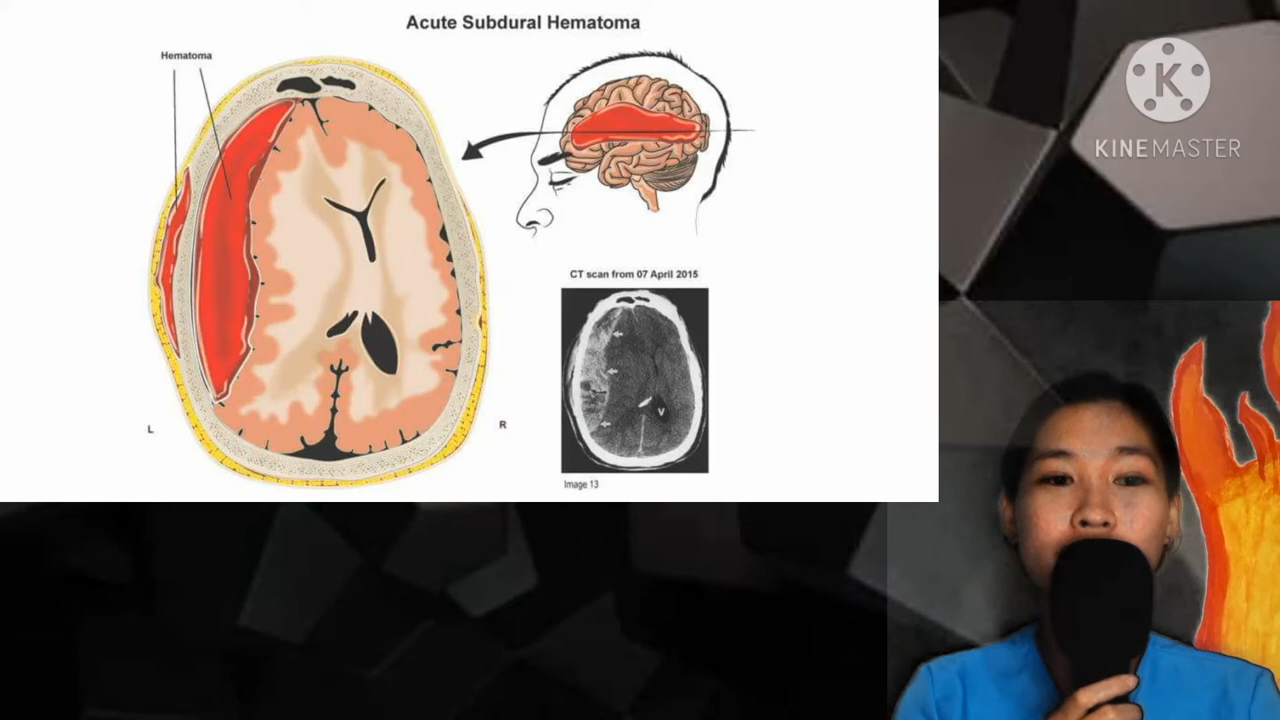 Acute Subdural Hematoma
Hematoma
CT scan from 07 April 2015
V
L
R
Image 13
K
KINEMASTER